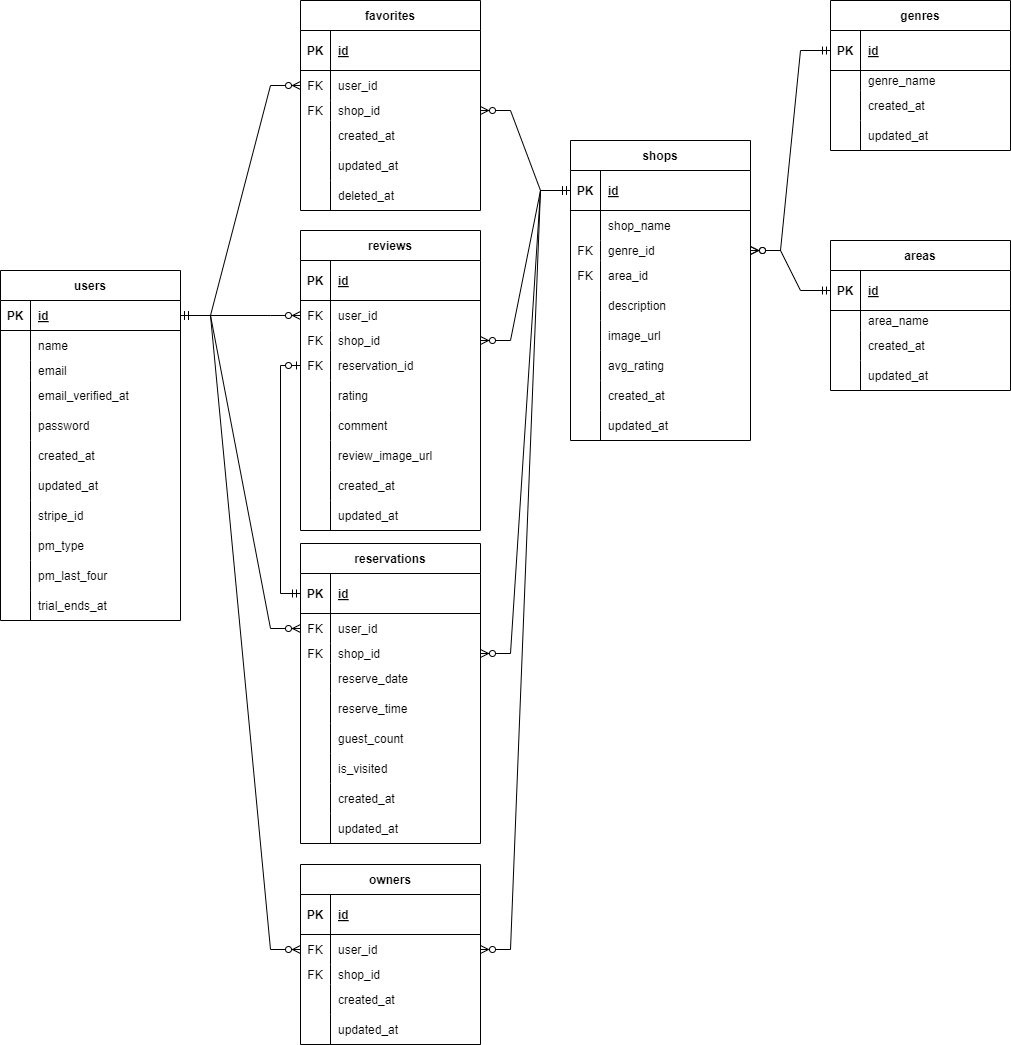 favorites
PK id
FK user_id
FK shop_id
created_at
updated_at
deleted_at
genres
PK id
genre_name
created_at
updated_at
shops
PK id
shop_name
FK genre_id
FK area_id
description
image_url
avg_rating
created_at
updated_at
reviews
PK id
FK user_id
FK shop_id
FK reservation_id
rating
comment
review_image_url
created_at
updated_at
areas
PK id
area_name
created_at
updated_at
users
PK id
name
email
email_verified_at
password
created_at
updated_at
stripe_id
pm_type
pm_last_four
trial_ends_at
reservations
PK id
FK user_id
FK shop_id
reserve_date
reserve_time
guest_count
is_visited
created_at
updated_at
owners
PK id
FK user_id
FK shop_id
created_at
updated_at